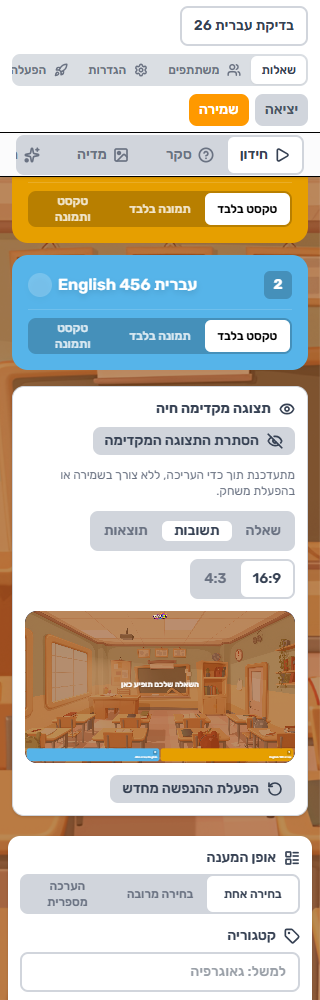 בדיקת עברית 26
שאלות
משתתפים
הגדרות
הפעלה
יציאה
שמירה
חידון
סקר
מדיה
טקסט בלבד
תמונה בלבד
טקסט
ותמונה
2
עברית English 456
טקסט בלבד
תמונה בלבד
טקסט
ותמונה
תצוגה מקדימה חיה
הסתרת התצוגה המקדימה
מתעדכנת תוך כדי העריכה, ללא צורך בשמירה או
בהפעלת משחק.
שאלה
תשובות
תוצאות
16:9
4:3
השאלה שלכם תופיע כאן
הפעלת ההנפשה מחדש
אופן המענה
בחירה אחת
בחירה מרובה
הערכה
מספרית
קטגוריה
למשל: גאוגרפיה